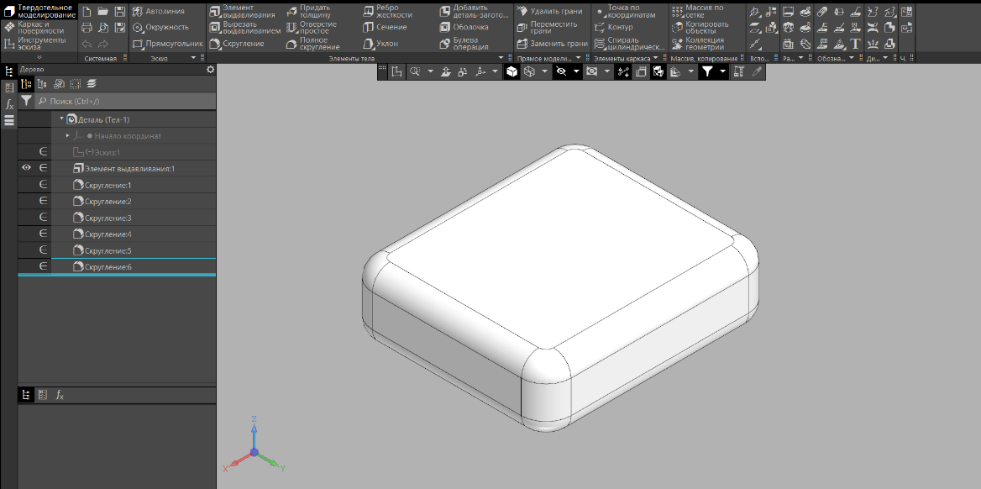 Твердотельное моделирование
Автолиния
Элемент выдавливания
Придать толщину
Ребро жесткости
Добавить деталь-загото...
Удалить грани
Точка по координатам
Массив по сетке
Каркас и поверхности
Окружность
Вырезать выдавливанием
Отверстие простое
Сечение
Оболочка
Переместить грани
Контур
Копировать объекты
Инструменты эскиза
Прямоугольник
Скругление
Полное скругление
Уклон
Булева операция
Заменить грани
Спираль цилиндрическ...
Коллекция геометрии
Системная
Эскиз
Элементы тела
Прямое модели...
Элементы каркаса
Массив, копирование
Вспо...
Ра...
Обозна...
Ди...
Ч...
Дерево
Поиск (Ctrl+/)
Деталь (Тел-1)
Начало координат
(-)Эскиз:1
Элемент выдавливания:1
Скругление:1
Скругление:2
Скругление:3
Скругление:4
Скругление:5
Скругление:6
Z
X
Y